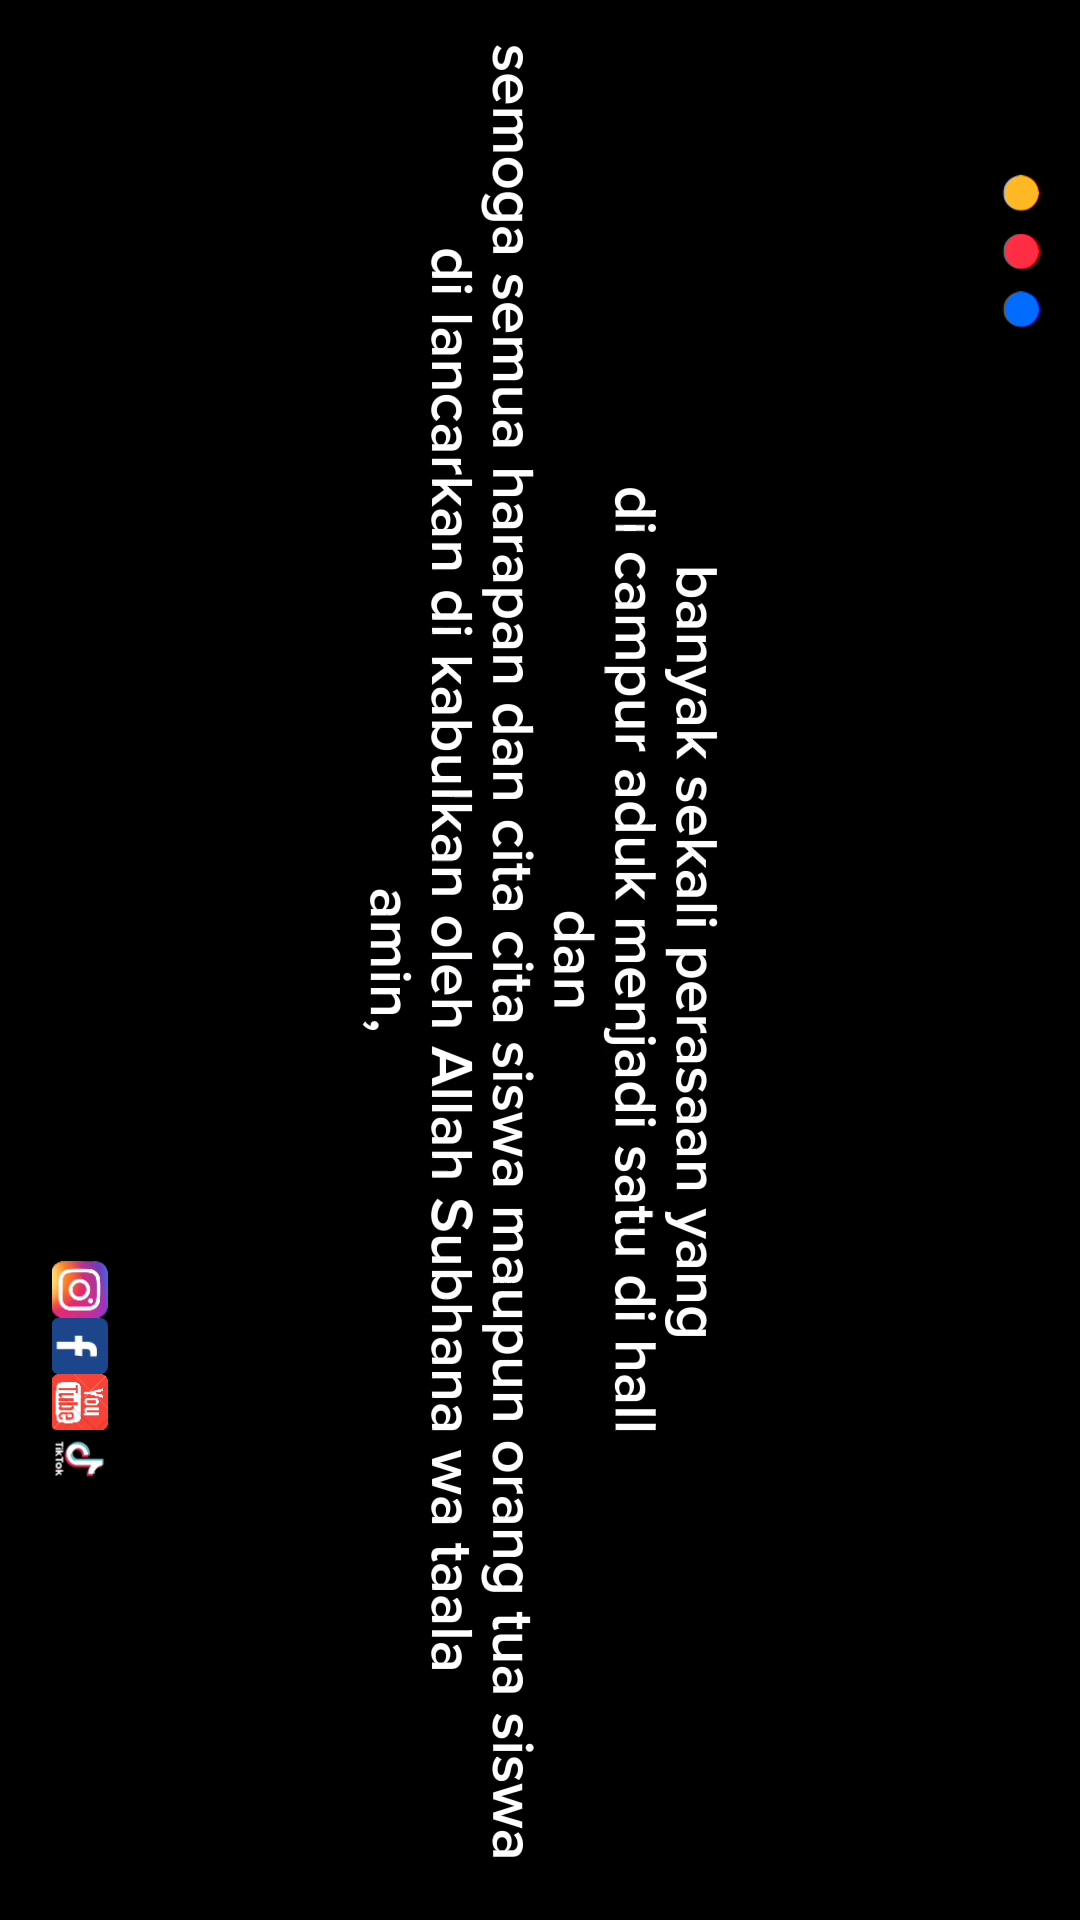 banyak sekali perasaan yang
di campur aduk menjadi satu di hall
dan
semoga semua harapan dan cita cita siswa maupun orang tua siswa
di lancarkan di kabulkan oleh Allah Subhana wa taala
amin,
f
You
Tube
TikTok